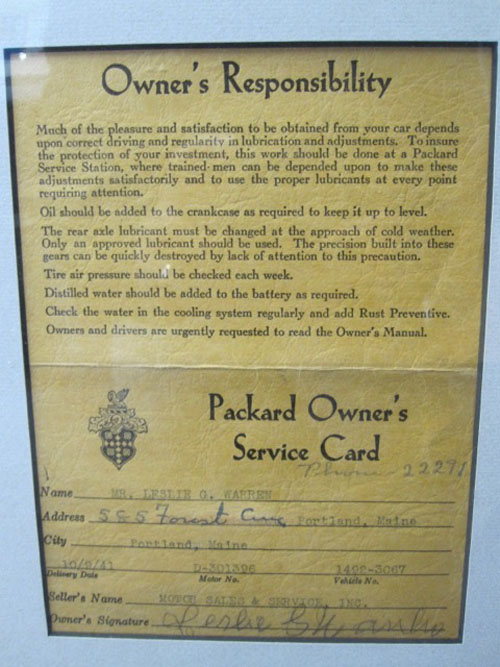 Owner's Responsibility
Much of the pleasure and satisfaction to be obtained from your car depends
upon correct driving and regularity in lubrication and adjustments. To insure
the protection of your investment, this work should be done at a Packard
Service Station, where trained men can be depended upon to make these
adjustments satisfactorily and to use the proper lubricants at every point
requiring attention.
Oil should be added to the crankcase as required to keep it up to level.
The rear axle lubricant must be changed at the approach of cold weather.
Only an approved lubricant should be used. The precision built into these
gears can be quickly destroyed by lack of attention to this precaution.
Tire air pressure should be checked each week.
Distilled water should be added to the battery as required.
Check the water in the cooling system regularly and add Rust Preventive.
Owners and drivers are urgently requested to read the Owner's Manual.
Packard Owner's
Service Card
Phone - 22271
Name MR. LESLIE G. WARREN
Address 585 Forest Ave Portland, Maine
City Portland, Maine
10/9/41 D-301396 1492-3067
Delivery Date Motor No. Vehicle No.
Seller's Name MOTOR SALES & SERVICE, INC.
Owner's Signature Leslie G